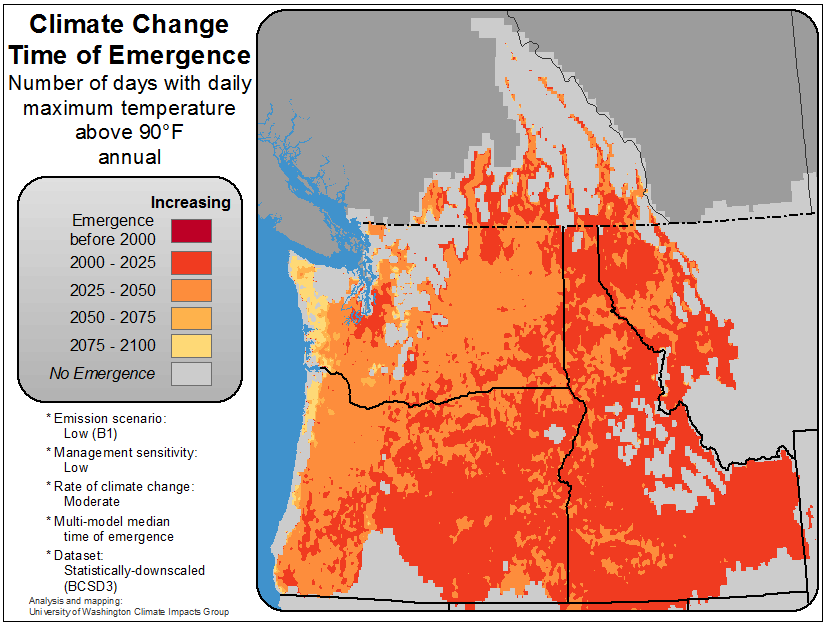 Climate Change
Time of Emergence
Number of days with daily
maximum temperature
above 90°F
annual
Increasing
Emergence
before 2000
2000 - 2025
2025 - 2050
2050 - 2075
2075 - 2100
No Emergence
* Emission scenario:
Low (B1)
* Management sensitivity:
Low
* Rate of climate change:
Moderate
* Multi-model median
time of emergence
* Dataset:
Statistically-downscaled
(BCSD3)
Analysis and mapping:
University of Washington Climate Impacts Group